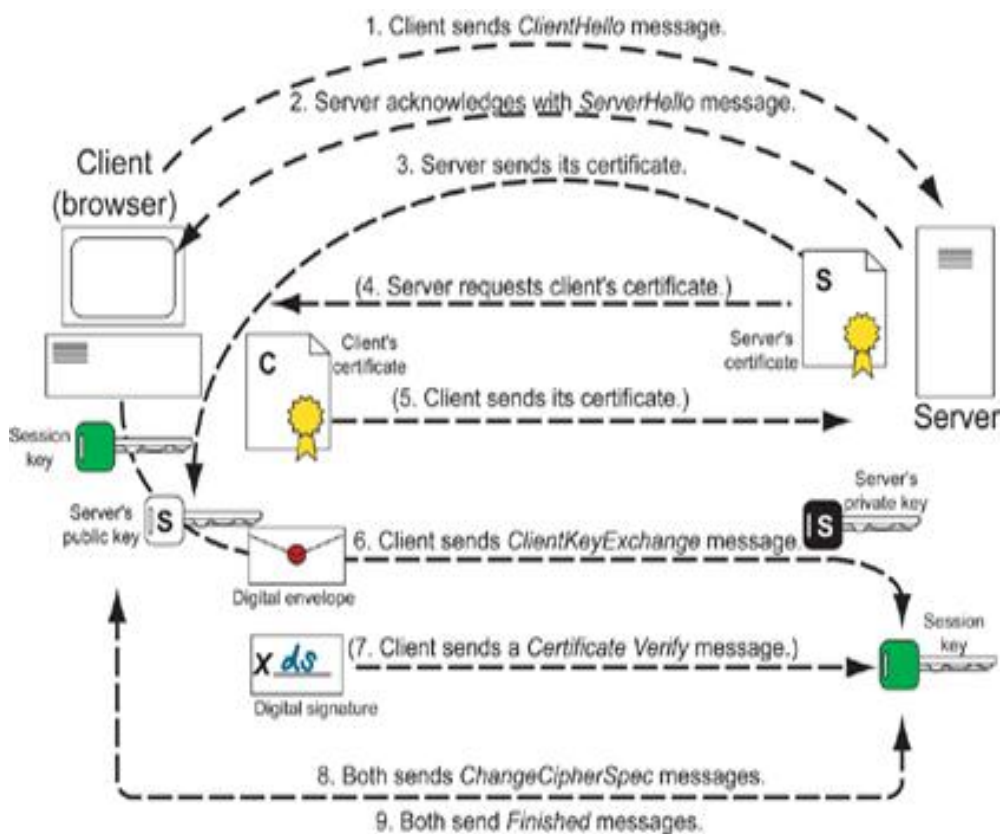 1. Client sends ClientHello message.
2. Server acknowledges with ServerHello message.
Client
(browser)
3. Server sends its certificate.
(4. Server requests client's certificate.)
S
Server's
certificate
C
Client's
certificate
(5. Client sends its certificate.)
Server
Session
key
Server's
public key
S
Server's
private key
S
6. Client sends ClientKeyExchange message.
Digital envelope
Session
key
(7. Client sends a Certificate Verify message.)
X ds
Digital signature
8. Both sends ChangeCipherSpec messages.
9. Both send Finished messages.